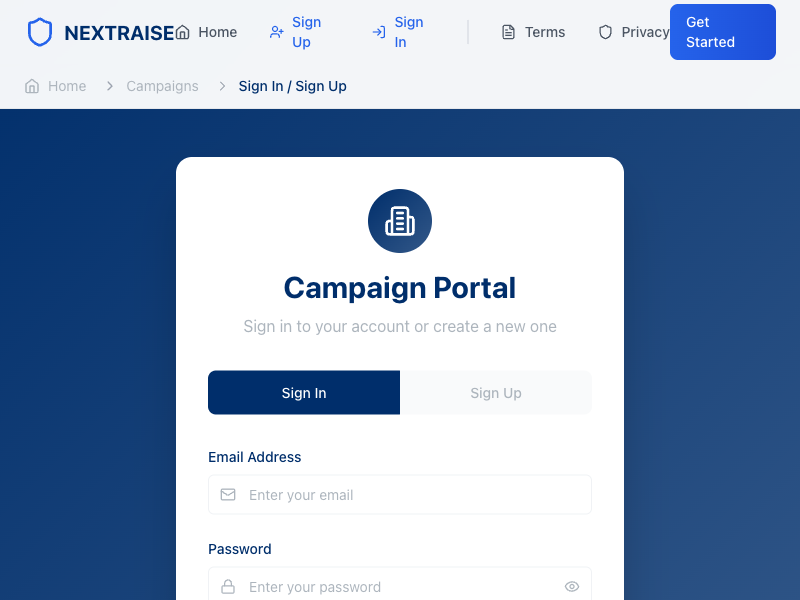 NEXTRAISE
Home
Sign
Up
Sign
In
Terms
Privacy
Get
Started
Home
Campaigns
Sign In / Sign Up
Campaign Portal
Sign in to your account or create a new one
Sign In
Sign Up
Email Address
Enter your email
Password
Enter your password